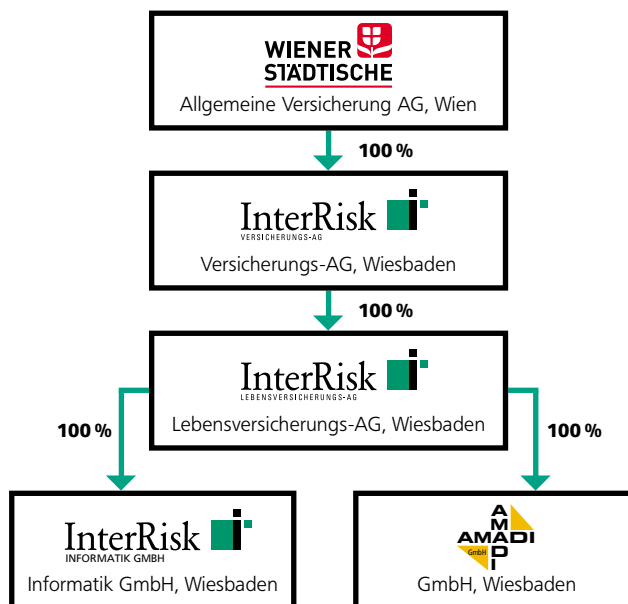 WIENER
STÄDTISCHE
Allgemeine Versicherung AG, Wien
100 %
InterRisk
VERSICHERUNGS-AG
Versicherungs-AG, Wiesbaden
100 %
InterRisk
LEBENSVERSICHERUNGS-AG
Lebensversicherungs-AG, Wiesbaden
100 %
100 %
InterRisk
INFORMATIK GMBH
Informatik GmbH, Wiesbaden
AMADI
AMADI
GmbH
GmbH, Wiesbaden